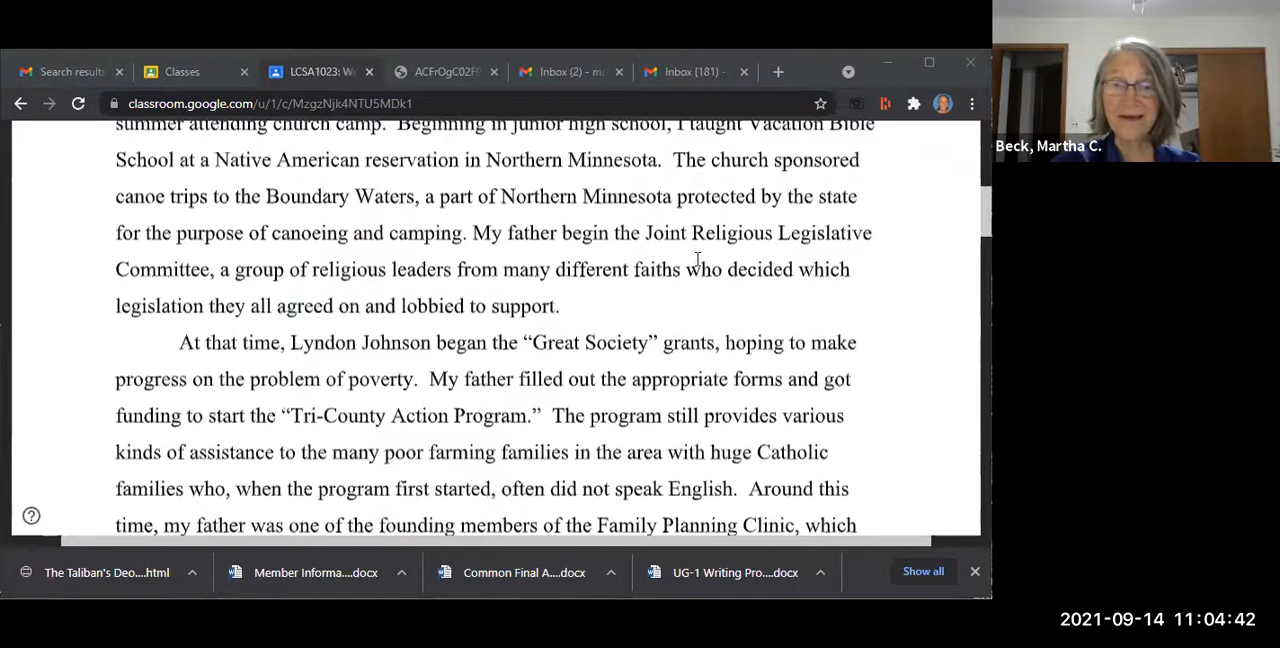 Search results
Classes
LCSA1023: W
ACFrOgC02F9
Inbox (2) - m
Inbox (181) -
classroom.google.com/u/1/c/MzgzNjk4NTU5MDk1
summer attending church camp. Beginning in junior high school, I taught Vacation Bible
School at a Native American reservation in Northern Minnesota. The church sponsored
canoe trips to the Boundary Waters, a part of Northern Minnesota protected by the state
for the purpose of canoeing and camping. My father begin the Joint Religious Legislative
Committee, a group of religious leaders from many different faiths who decided which
legislation they all agreed on and lobbied to support.
At that time, Lyndon Johnson began the “Great Society” grants, hoping to make
progress on the problem of poverty. My father filled out the appropriate forms and got
funding to start the “Tri-County Action Program.” The program still provides various
kinds of assistance to the many poor farming families in the area with huge Catholic
families who, when the program first started, often did not speak English. Around this
time, my father was one of the founding members of the Family Planning Clinic, which
The Taliban's Deo....html
Member Informa....docx
Common Final A....docx
UG-1 Writing Pro....docx
Show all
Beck, Martha C.
2021-09-14 11:04:42